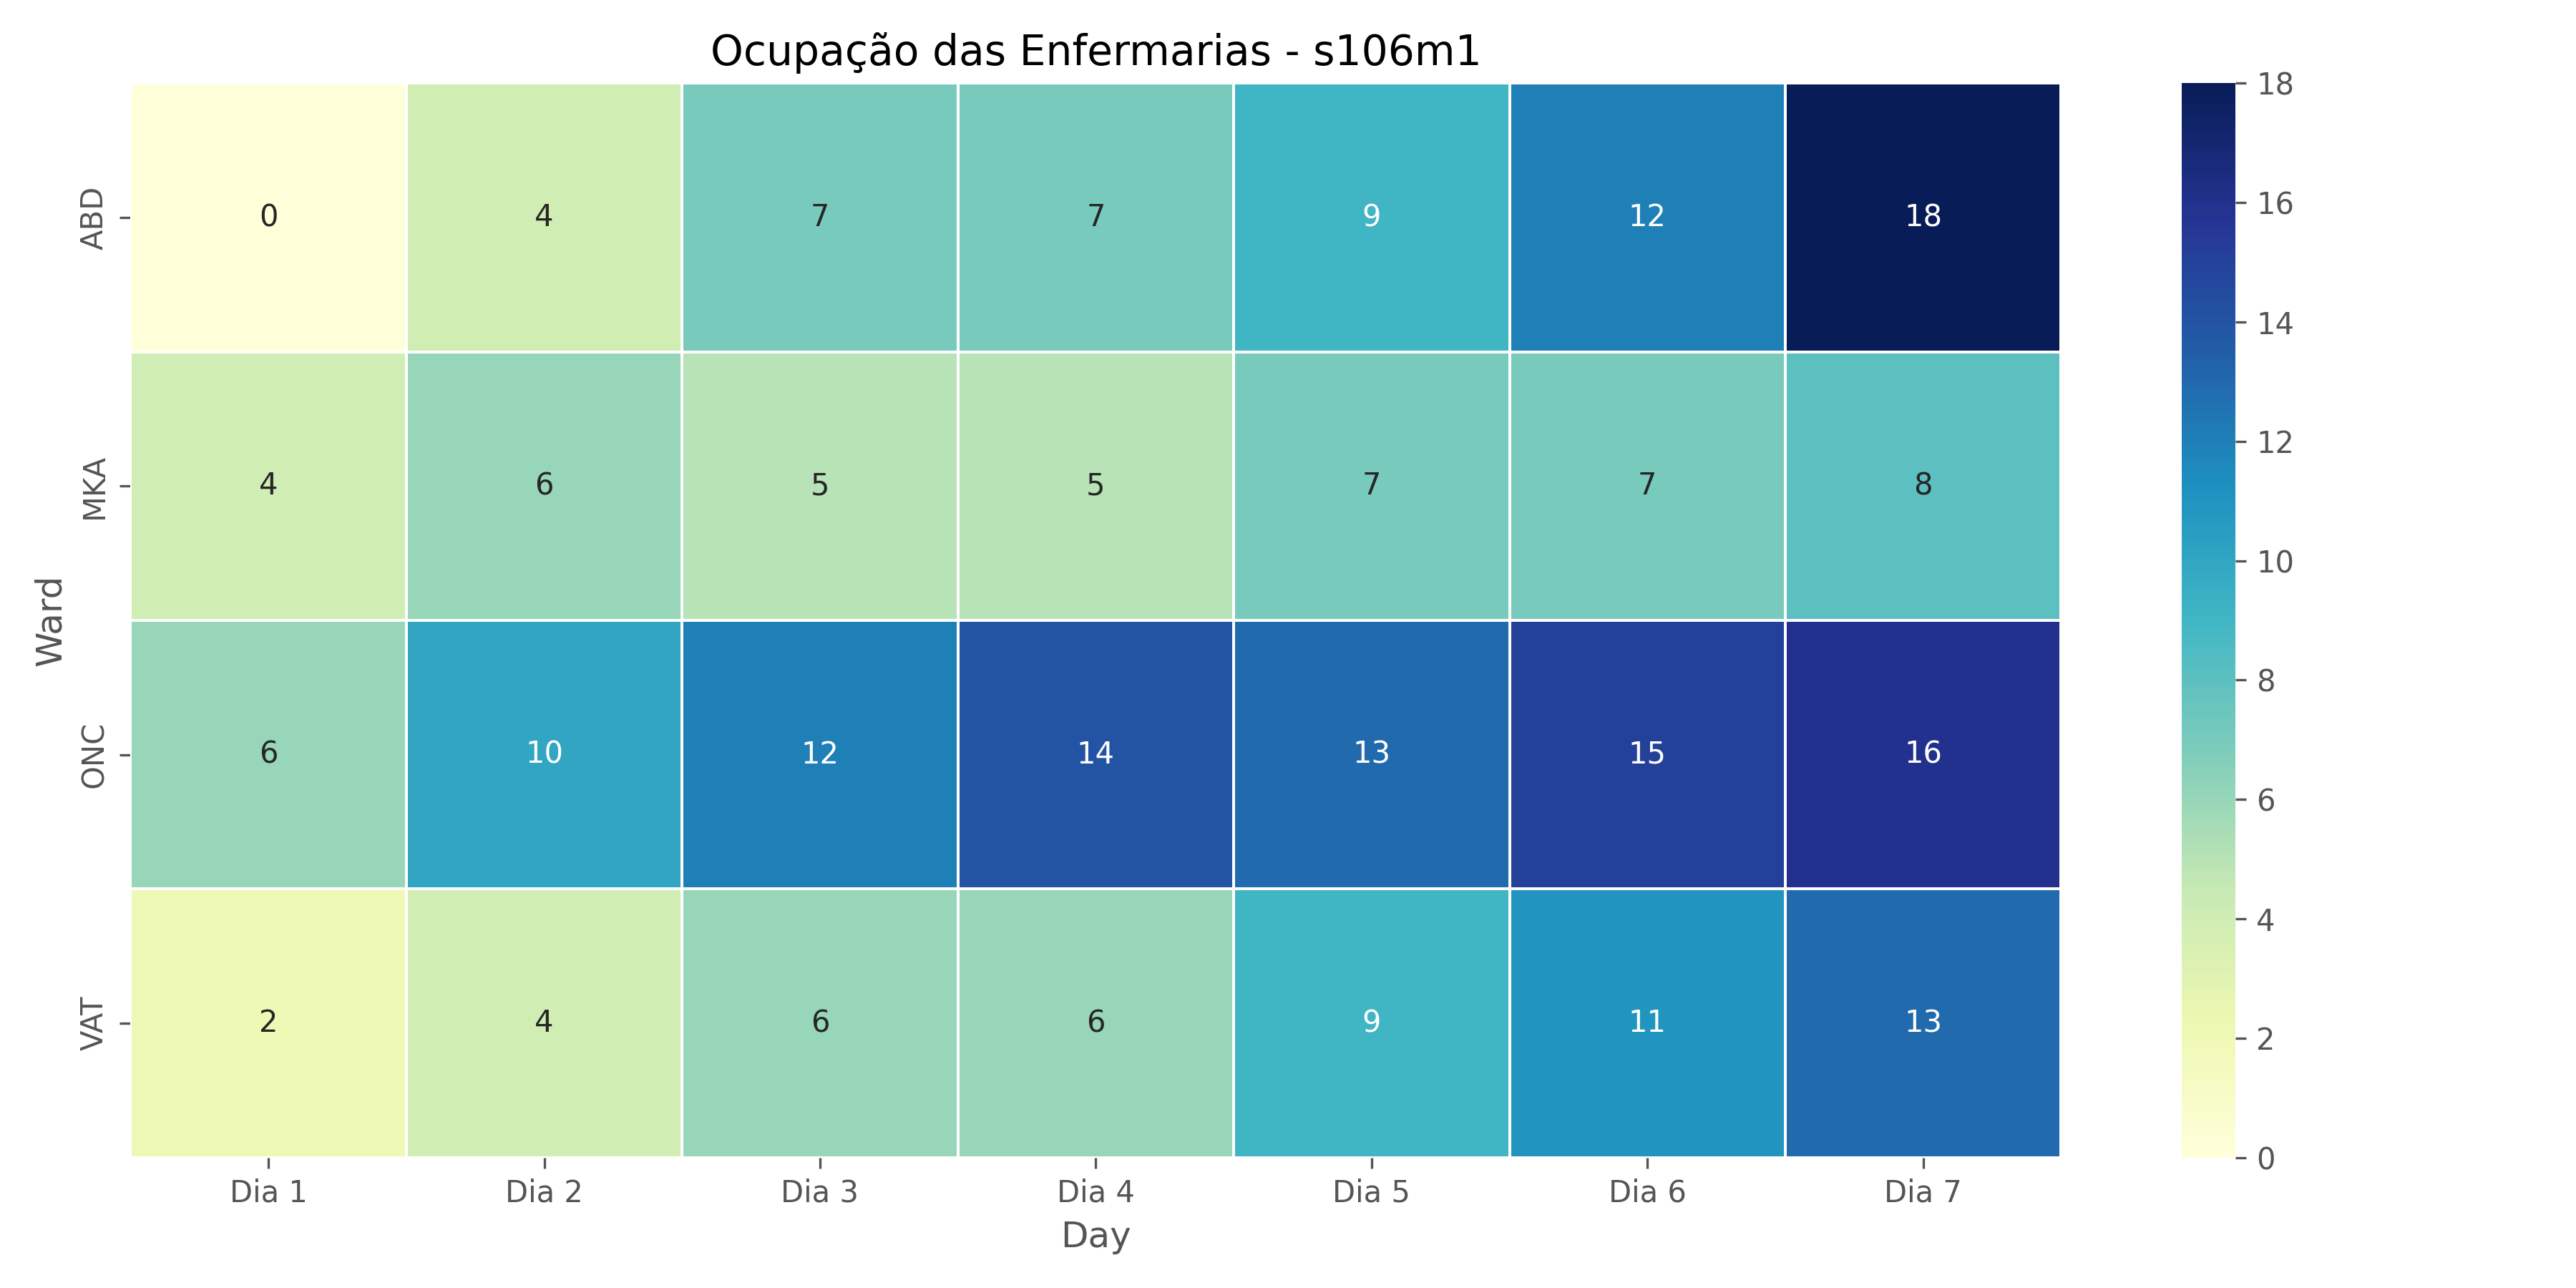 Ocupação das Enfermarias - s106m1
Ward
ABD 0 4 7 7 9 12 18
MKA 4 6 5 5 7 7 8
ONC 6 10 12 14 13 15 16
VAT 2 4 6 6 9 11 13
Dia 1 Dia 2 Dia 3 Dia 4 Dia 5 Dia 6 Dia 7
Day
18
16
14
12
10
8
6
4
2
0